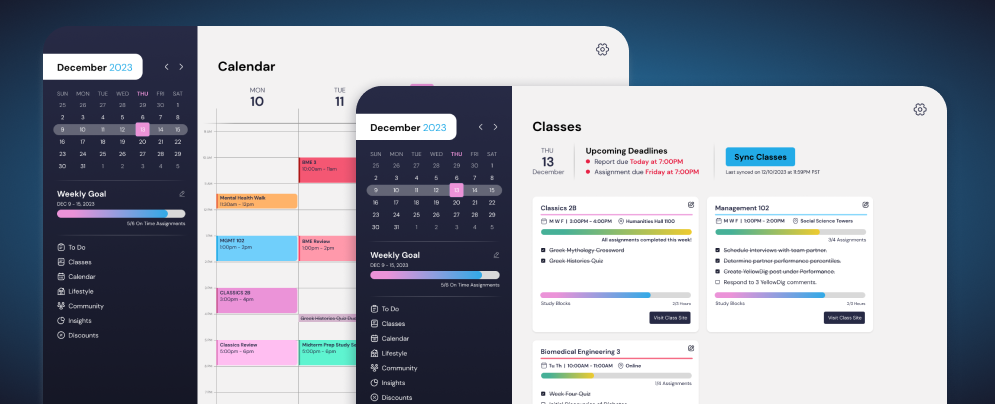 December 2023
SUN MON TUE WED THU FRI SAT
25 26 27 28 29 30 1
2 3 4 5 6 7 8
9 10 11 12 13 14 15
16 17 18 19 20 21 22
23 24 25 26 27 28 29
30 31 1 2 3 4 5
Weekly Goal
DEC 9 - 15, 2023
5/6 On Time Assignments
To Do
Classes
Calendar
Lifestyle
Community
Insights
Discounts
Calendar
MON
10
TUE
11
BME 3
10:00am - 11am
Mental Health Walk
11:30am - 12pm
MGMT 102
1:00pm - 2pm
BME Review
1:00pm - 2pm
CLASSICS 2B
3:00pm - 4pm
Greek Histories Quiz Due
Classics Review
5:00pm - 6pm
Midterm Prep Study Se
5:00pm - 6pm
December 2023
SUN MON TUE WED THU FRI SAT
25 26 27 28 29 30 1
2 3 4 5 6 7 8
9 10 11 12 13 14 15
16 17 18 19 20 21 22
23 24 25 26 27 28 29
30 31 1 2 3 4 5
Weekly Goal
DEC 9 - 15, 2023
5/6 On Time Assignments
To Do
Classes
Calendar
Lifestyle
Community
Insights
Discounts
Classes
THU
13
December
Upcoming Deadlines
Report due Today at 7:00PM
Assignment due Friday at 7:00PM
Sync Classes
Last synced on 12/10/2023 at 11:59PM PST
Classics 2B
M W F | 3:00PM - 4:00PM Humanities Hall 1100
All assignments completed this week!
Greek Mythology Crossword
Greek Histories Quiz
Study Blocks 2/3 Hours
Visit Class Site
Management 102
M W F | 1:00PM - 2:00PM Social Science Towers
3/4 Assignments
Schedule interviews with team partner.
Determine partner performance percentiles.
Create YellowDig post under Performance.
Respond to 3 YellowDig comments.
Study Blocks 2/3 Hours
Visit Class Site
Biomedical Engineering 3
Tu Th | 10:00AM - 11:00AM Online
Assignments
Week Four Quiz